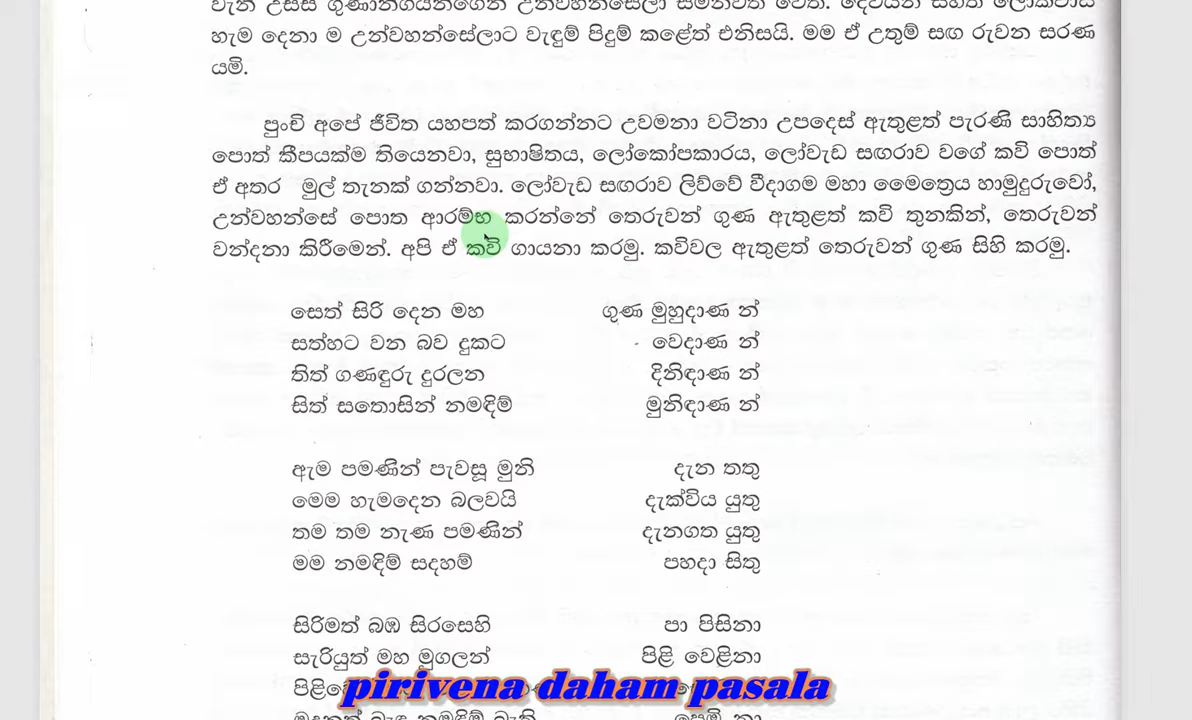 හැම දෙනා ම උන්වහන්සේලාට වැඳුම් පිදුම් කළේත් එනිසයි. මම ඒ උතුම් සඟ රුවන සරණ
යමි.
පුංචි අපේ ජීවිත යහපත් කරගන්නට උවමනා වටිනා උපදෙස් ඇතුළත් පැරණි සාහිත්‍ය
පොත් කීපයක්ම තියෙනවා, සුභාෂිතය, ලෝකෝපකාරය, ලෝවැඩ සඟරාව වගේ කවි පොත්
ඒ අතර මුල් තැනක් ගන්නවා. ලෝවැඩ සඟරාව ලිව්වේ වීදාගම මහා මෛත්‍රෙය හාමුදුරුවෝ,
උන්වහන්සේ පොත ආරම්භ කරන්නේ තෙරුවන් ගුණ ඇතුළත් කවි තුනකින්, තෙරුවන්
වන්දනා කිරීමෙන්. අපි ඒ කවි ගායනා කරමු. කවිවල ඇතුළත් තෙරුවන් ගුණ සිහි කරමු.
සෙත් සිරි දෙන මහ ගුණ මුහුදාණ න්
සත්හට වන බව දුකට වෙදාණ න්
තිත් ගණඳුරු දුරලන දිනිඳාණ න්
සිත් සතොසින් නමඳිම් මුනිඳාණ න්
ඇම පමණින් පැවසූ මුනි දැන තතු
මෙම හැමදෙන බලවයි දැක්විය යුතු
තම තම නැණ පමණින් දැනගත යුතු
මම නමඳිම් සදහම් පහදා සිතු
සිරිමත් බඹ සිරසෙහි පා පිසිනා
සැරියුත් මහ මුගලන් පිළි වෙළිනා
pirivena daham pasala